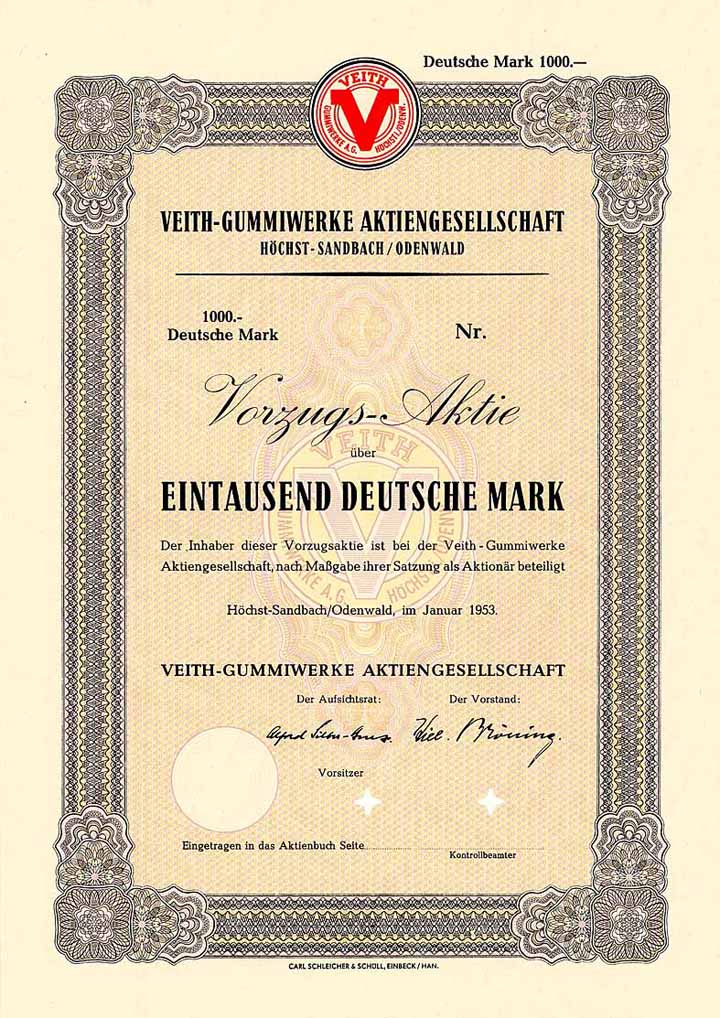 Deutsche Mark 1000.—
VEITH
V
GUMMIWERKE A.G. HÖCHST/ODENW.
VEITH-GUMMIWERKE AKTIENGESELLSCHAFT
HÖCHST-SANDBACH/ODENWALD
1000.-
Deutsche Mark
Nr.
Vorzugs-Aktie
VEITH
über
V
EINTAUSEND DEUTSCHE MARK
Der Inhaber dieser Vorzugsaktie ist bei der Veith-Gummiwerke
Aktiengesellschaft, nach Maßgabe ihrer Satzung als Aktionär beteiligt
Höchst-Sandbach/Odenwald, im Januar 1953.
VEITH-GUMMIWERKE AKTIENGESELLSCHAFT
Der Aufsichtsrat: Der Vorstand:
Vorsitzer
Eingetragen in das Aktienbuch Seite
Kontrollbeamter
CARL SCHLEICHER & SCHÜLL, EINBECK/HAN.